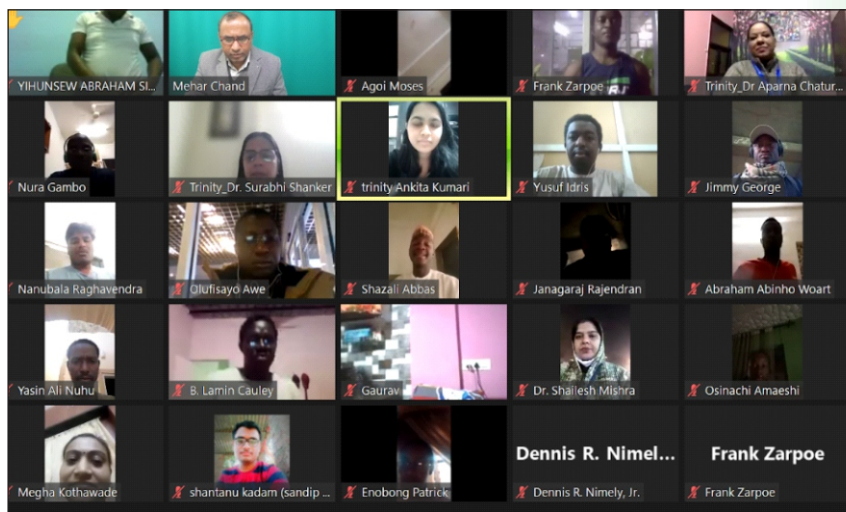 YIHUNSEW ABRAHAM SI...
Mehar Chand
Agoi Moses
Frank Zarpoe
Trinity_Dr Aparna Chatur...
Nura Gambo
Trinity_Dr. Surabhi Shanker
trinity Ankita Kumari
Yusuf Idris
Jimmy George
Nanubala Raghavendra
Olufisayo Awe
Shazali Abbas
Janagaraj Rajendran
Abraham Abinho Woart
Yasin Ali Nuhu
B. Lamin Cauley
Gaurav
Dr. Shailesh Mishra
Osinachi Amaeshi
Megha Kothawade
shantanu kadam (sandip ...
Enobong Patrick
Dennis R. Nimel...
Dennis R. Nimely, Jr.
Frank Zarpoe
Frank Zarpoe